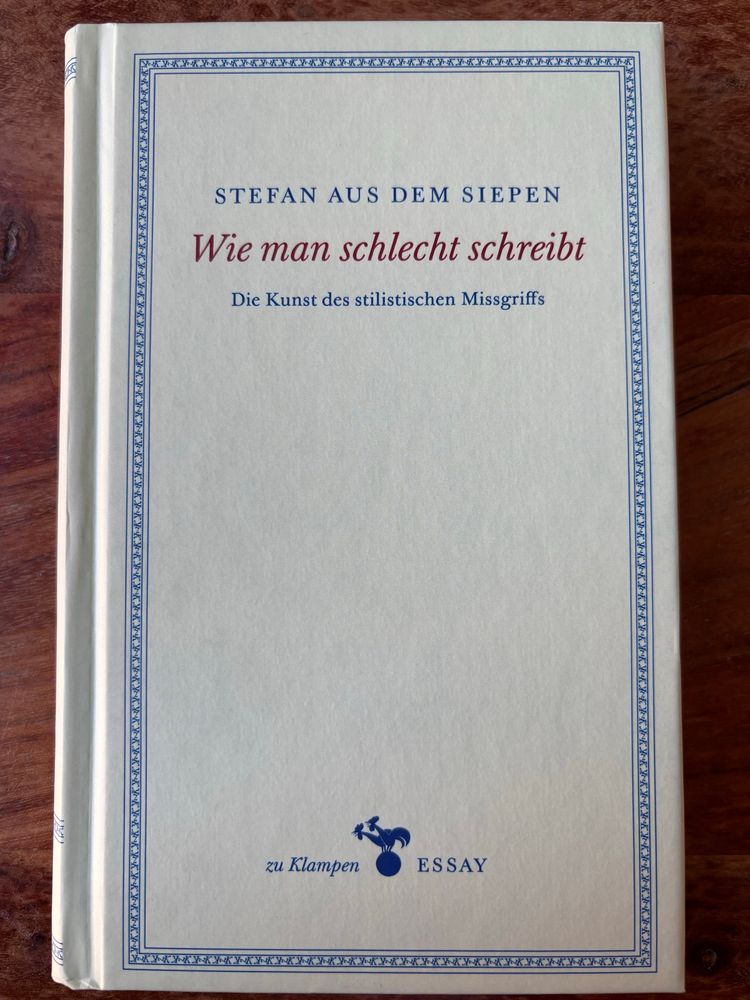 STEFAN AUS DEM SIEPEN
Wie man schlecht schreibt
Die Kunst des stilistischen Missgriffs
zu Klampen ESSAY